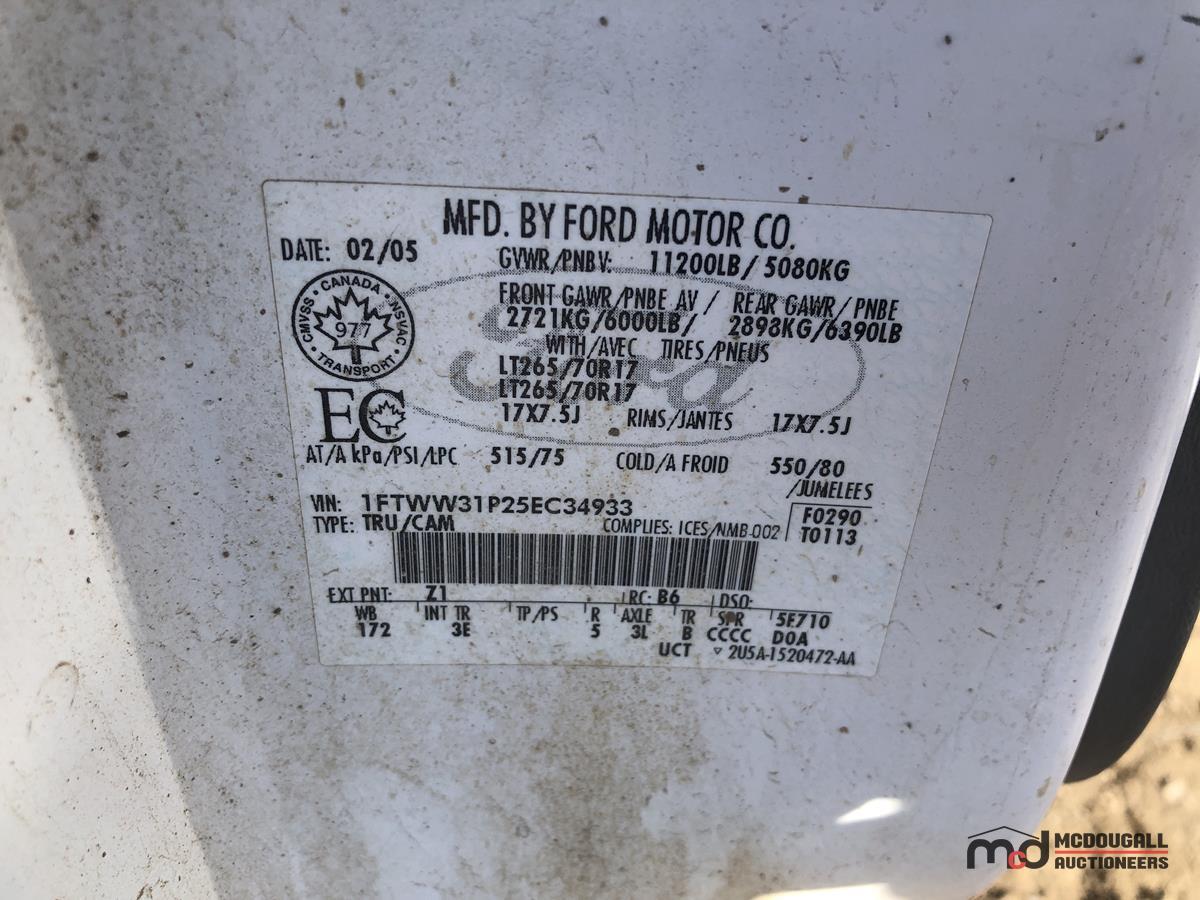 MFD. BY FORD MOTOR CO.
DATE: 02/05
GVWR/PNBV: 11200LB/5080KG
CANADA
CMVSS NSVAC
977
TRANSPORT
FRONT GAWR/PNBE AV/ REAR GAWR/PNBE
2721KG/6000LB/ 2898KG/6390LB
WITH/AVEC TIRES/PNEUS
LT265/70R17
LT265/70R17
17X7.5J RIMS/JANTES 17X7.5J
Ford
EC
AT/A kPa/PSI/LPC 515/75 COLD/A FROID 550/80
/JUMELEES
VIN: 1FTWW31P25EC34933
F0290
TYPE: TRU/CAM COMPLIES: ICES/NMB-002 T0113
EXT PNT: Z1 RC: B6 DSO:
WB INT TR TP/PS R AXLE TR SPR 5F710
172 3E 5 3L B CCCC DOA
UCT ▽ 2U5A-1520472-AA
mcd MCDOUGALL
AUCTIONEERS